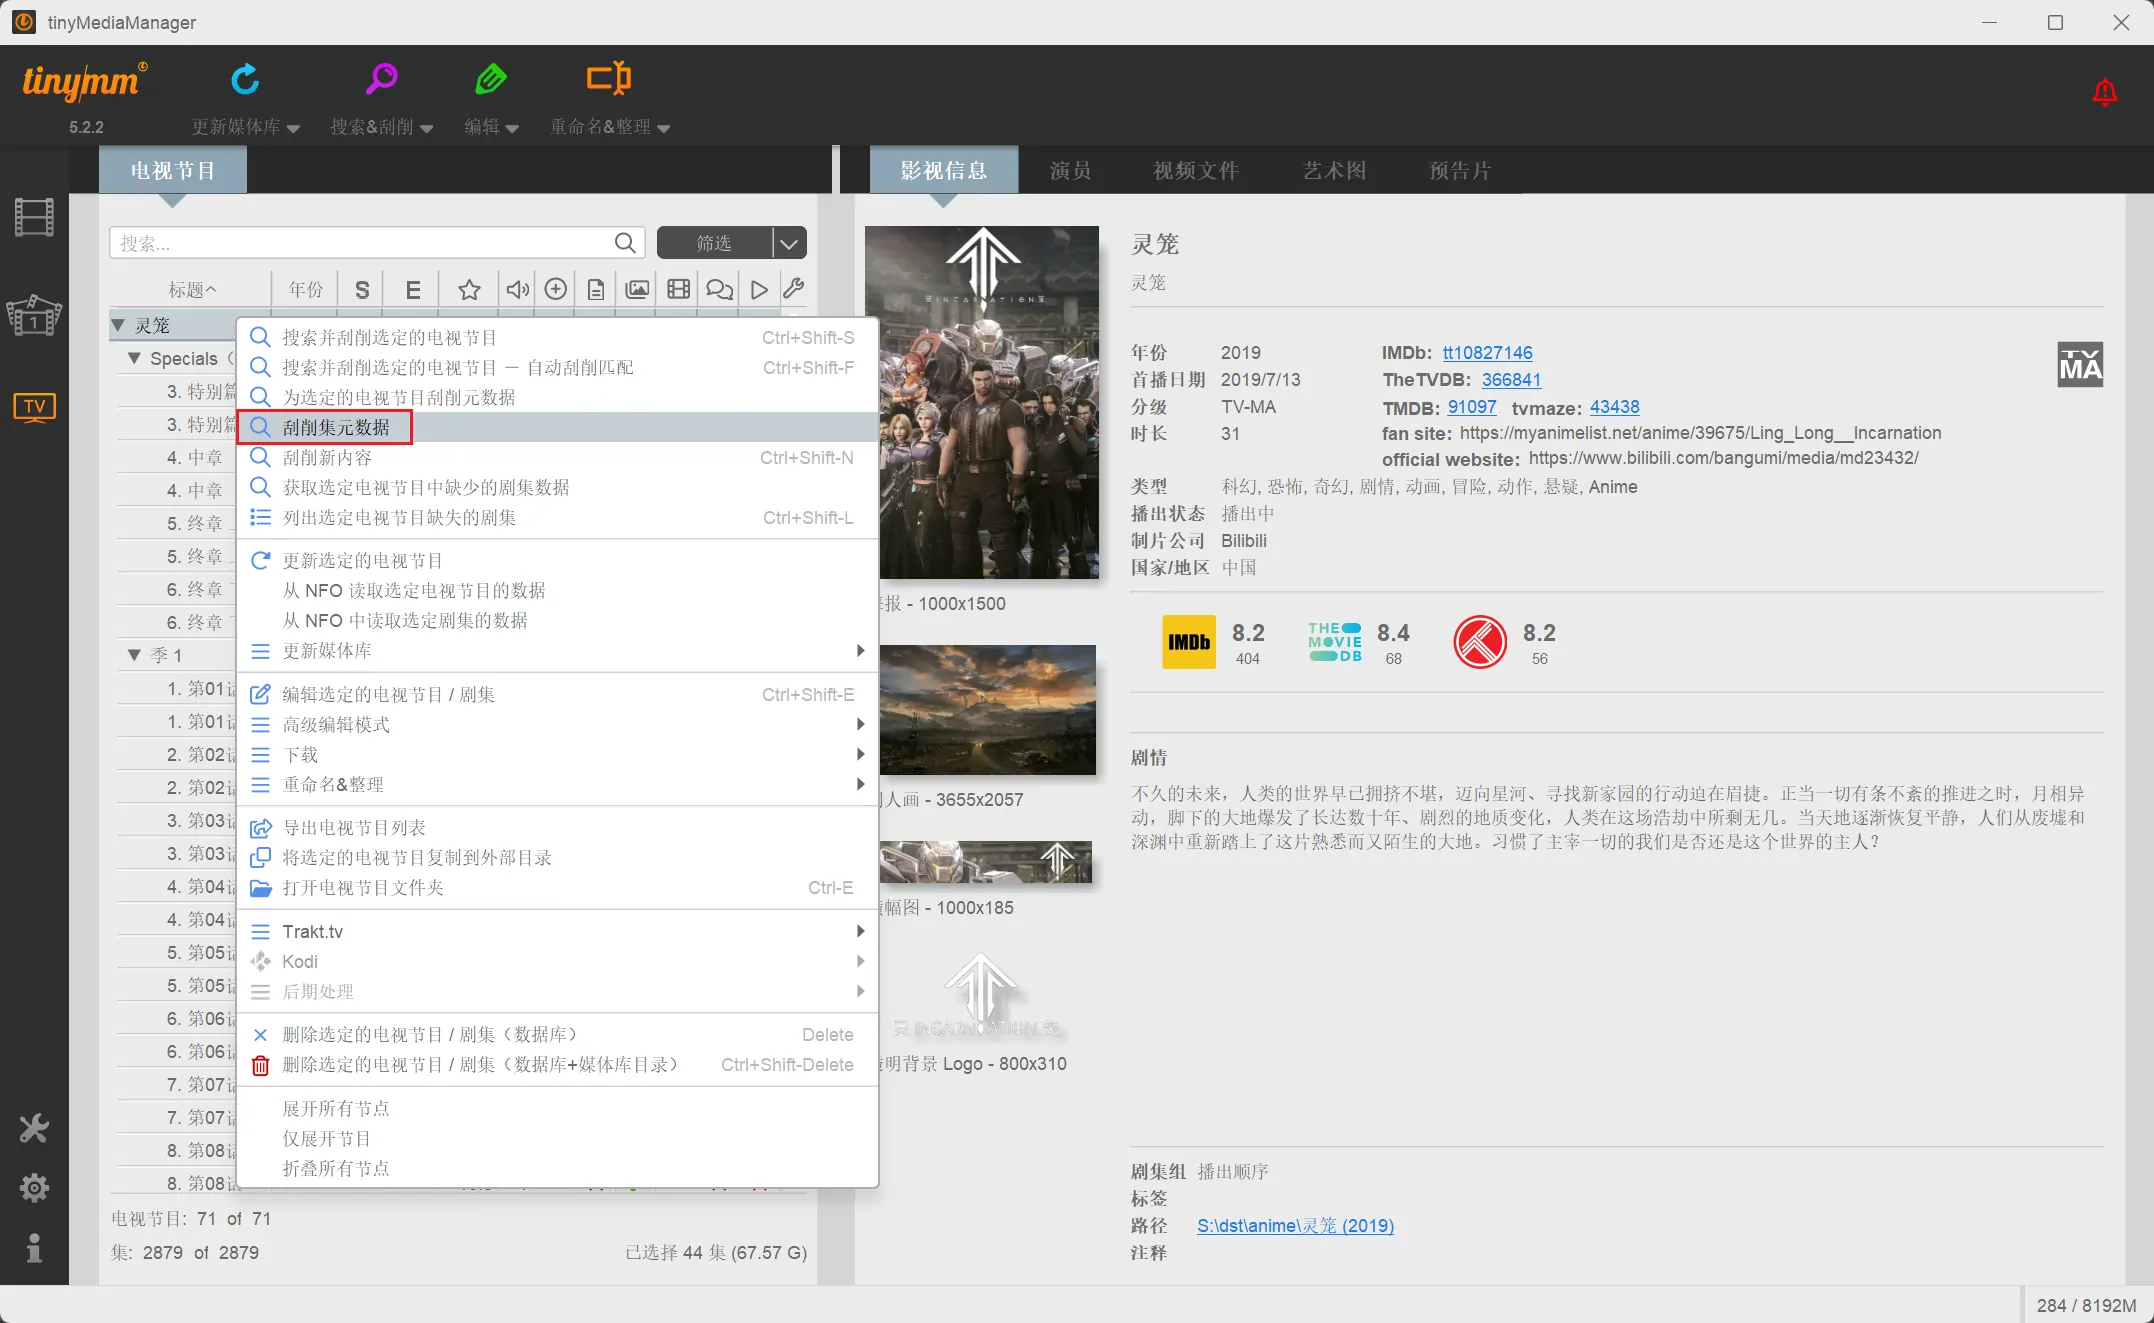 tinyMediaManager
tinymm
5.2.2
更新媒体库
搜索&刮削
编辑
重命名&整理
电视节目
影视信息
演员
视频文件
艺术图
预告片
搜索...
筛选
标题
年份
S
E
灵笼
Specials
3. 特别篇
3. 特别篇
4. 中章
4. 中章
5. 终章
5. 终章
6. 终章
6. 终章
季 1
1. 第01话
1. 第01话
2. 第02话
2. 第02话
3. 第03话
3. 第03话
4. 第04话
4. 第04话
5. 第05话
5. 第05话
6. 第06话
6. 第06话
7. 第07话
7. 第07话
8. 第08话
8. 第08话
搜索并刮削选定的电视节目 Ctrl+Shift-S
搜索并刮削选定的电视节目 － 自动刮削匹配 Ctrl+Shift-F
为选定的电视节目刮削元数据
刮削集元数据
刮削新内容 Ctrl+Shift-N
获取选定电视节目中缺少的剧集数据
列出选定电视节目缺失的剧集 Ctrl+Shift-L
更新选定的电视节目
从 NFO 读取选定电视节目的数据
从 NFO 中读取选定剧集的数据
更新媒体库
编辑选定的电视节目 / 剧集 Ctrl+Shift-E
高级编辑模式
下载
重命名&整理
导出电视节目列表
将选定的电视节目复制到外部目录
打开电视节目文件夹 Ctrl-E
Trakt.tv
Kodi
后期处理
删除选定的电视节目 / 剧集（数据库） Delete
删除选定的电视节目 / 剧集（数据库+媒体库目录） Ctrl+Shift-Delete
展开所有节点
仅展开节目
折叠所有节点
电视节目: 71 of 71
集: 2879 of 2879
已选择 44 集 (67.57 G)
报 - 1000x1500
人画 - 3655x2057
幅图 - 1000x185
明背景 Logo - 800x310
灵笼
灵笼
年份 2019
首播日期 2019/7/13
分级 TV-MA
时长 31
IMDb: tt10827146
TheTVDB: 366841
TMDB: 91097 tvmaze: 43438
fan site: https://myanimelist.net/anime/39675/Ling_Long__Incarnation
official website: https://www.bilibili.com/bangumi/media/md23432/
TV
MA
类型 科幻, 恐怖, 奇幻, 剧情, 动画, 冒险, 动作, 悬疑, Anime
播出状态 播出中
制片公司 Bilibili
国家/地区 中国
IMDb 8.2 404
THE MOVIE DB 8.4 68
8.2 56
剧情
不久的未来，人类的世界早已拥挤不堪，迈向星河、寻找新家园的行动迫在眉捷。正当一切有条不紊的推进之时，月相异
动，脚下的大地爆发了长达数十年、剧烈的地质变化，人类在这场浩劫中所剩无几。当天地逐渐恢复平静，人们从废墟和
深渊中重新踏上了这片熟悉而又陌生的大地。习惯了主宰一切的我们是否还是这个世界的主人？
剧集组 播出顺序
标签
路径 S:\dst\anime\灵笼 (2019)
注释
1
TV
284 / 8192M